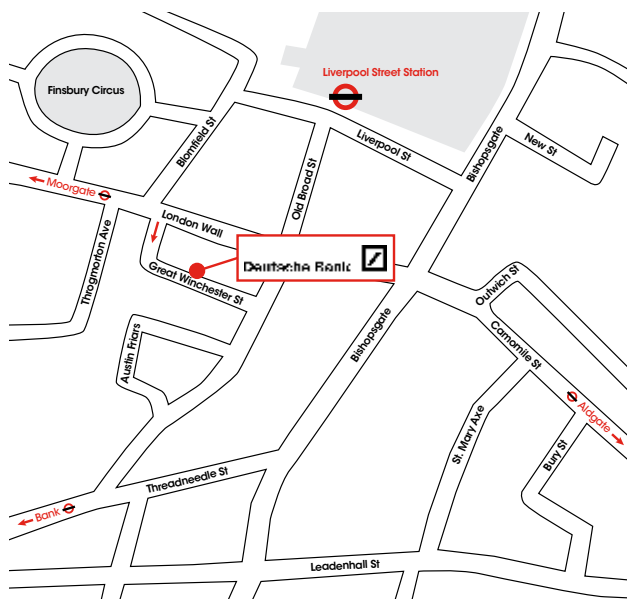 Liverpool Street Station
Finsbury Circus
Blomfield St
Liverpool St
New St
Bishopsgate
Moorgate
Old Broad St
London Wall
Throgmorton Ave
Deutsche Bank
Great Winchester St
Outwich St
Bishopsgate
Camomile St
Austin Friars
Aldgate
St. Mary Axe
Bury St
Threadneedle St
Bank
Leadenhall St